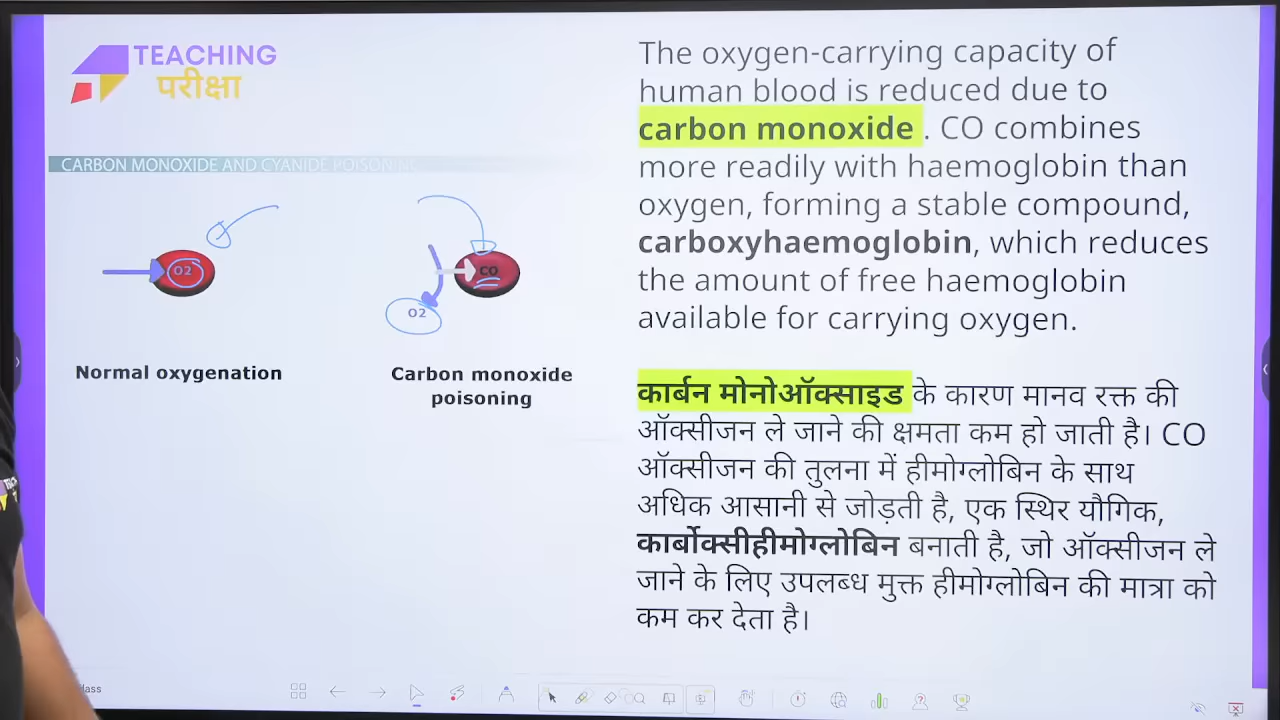 TEACHING
परीक्षा
CARBON MONOXIDE AND CYANIDE POISONING
O2
CO
O2
Normal oxygenation
Carbon monoxide
poisoning
The oxygen-carrying capacity of
human blood is reduced due to
carbon monoxide . CO combines
more readily with haemoglobin than
oxygen, forming a stable compound,
carboxyhaemoglobin, which reduces
the amount of free haemoglobin
available for carrying oxygen.
कार्बन मोनोऑक्साइड के कारण मानव रक्त की
ऑक्सीजन ले जाने की क्षमता कम हो जाती है। CO
ऑक्सीजन की तुलना में हीमोग्लोबिन के साथ
अधिक आसानी से जोड़ती है, एक स्थिर यौगिक,
कार्बोक्सीहीमोग्लोबिन बनाती है, जो ऑक्सीजन ले
जाने के लिए उपलब्ध मुक्त हीमोग्लोबिन की मात्रा को
कम कर देता है।